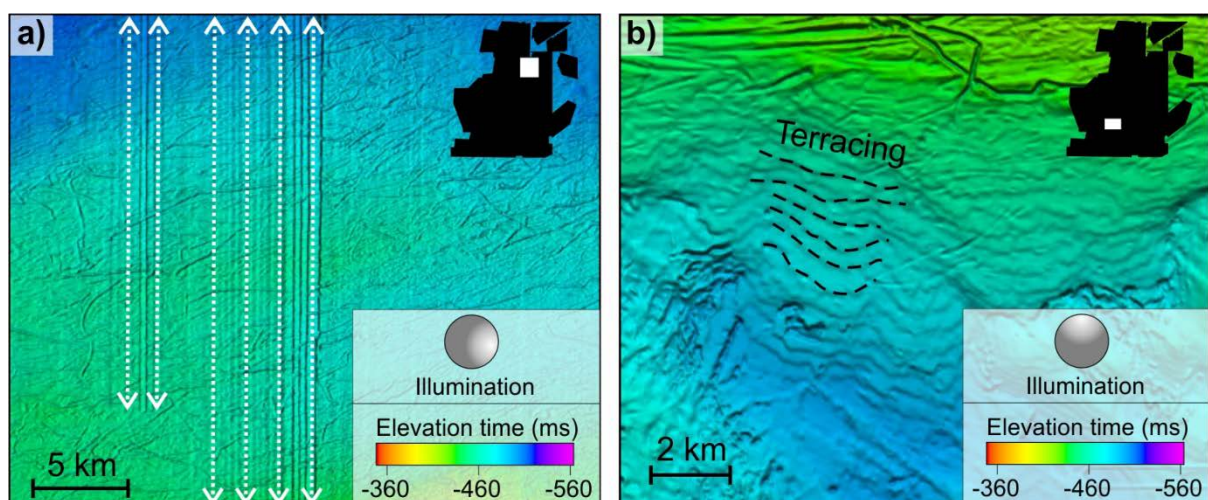 a)
5 km
Illumination
Elevation time (ms)
-360 -460 -560
b)
Terracing
2 km
Illumination
Elevation time (ms)
-360 -460 -560